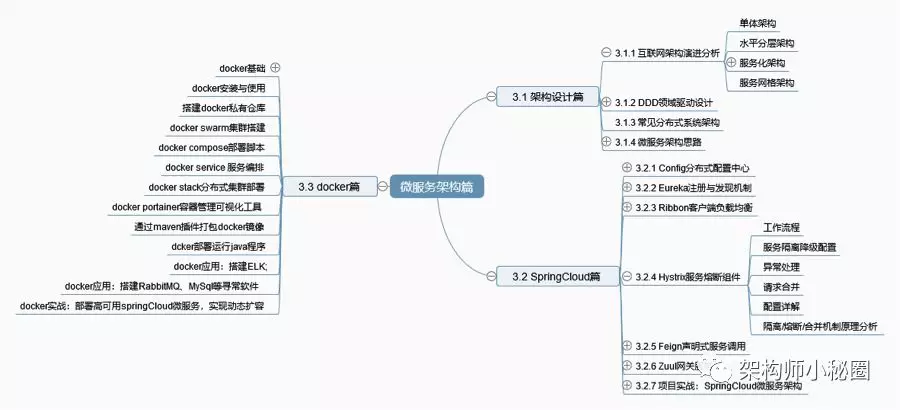 微服务架构篇
3.1 架构设计篇
3.1.1 互联网架构演进分析
单体架构
水平分层架构
服务化架构
服务网格架构
3.1.2 DDD领域驱动设计
3.1.3 常见分布式系统架构
3.1.4 微服务架构思路
3.2 SpringCloud篇
3.2.1 Config分布式配置中心
3.2.2 Eureka注册与发现机制
3.2.3 Ribbon客户端负载均衡
3.2.4 Hystrix服务熔断组件
工作流程
服务隔离降级配置
异常处理
请求合并
配置详解
隔离/熔断/合并机制原理分析
3.2.5 Feign声明式服务调用
3.2.6 Zuul网关
3.2.7 项目实战：SpringCloud微服务架构
3.3 docker篇
docker基础
docker安装与使用
搭建docker私有仓库
docker swarm集群搭建
docker compose部署脚本
docker service 服务编排
docker stack分布式集群部署
docker portainer容器管理可视化工具
通过maven插件打包docker镜像
dcker部署运行java程序
docker应用：搭建ELK;
docker应用：搭建RabbitMQ、MySql等寻常软件
docker实战：部署高可用springCloud微服务，实现动态扩容
架构师小秘圈